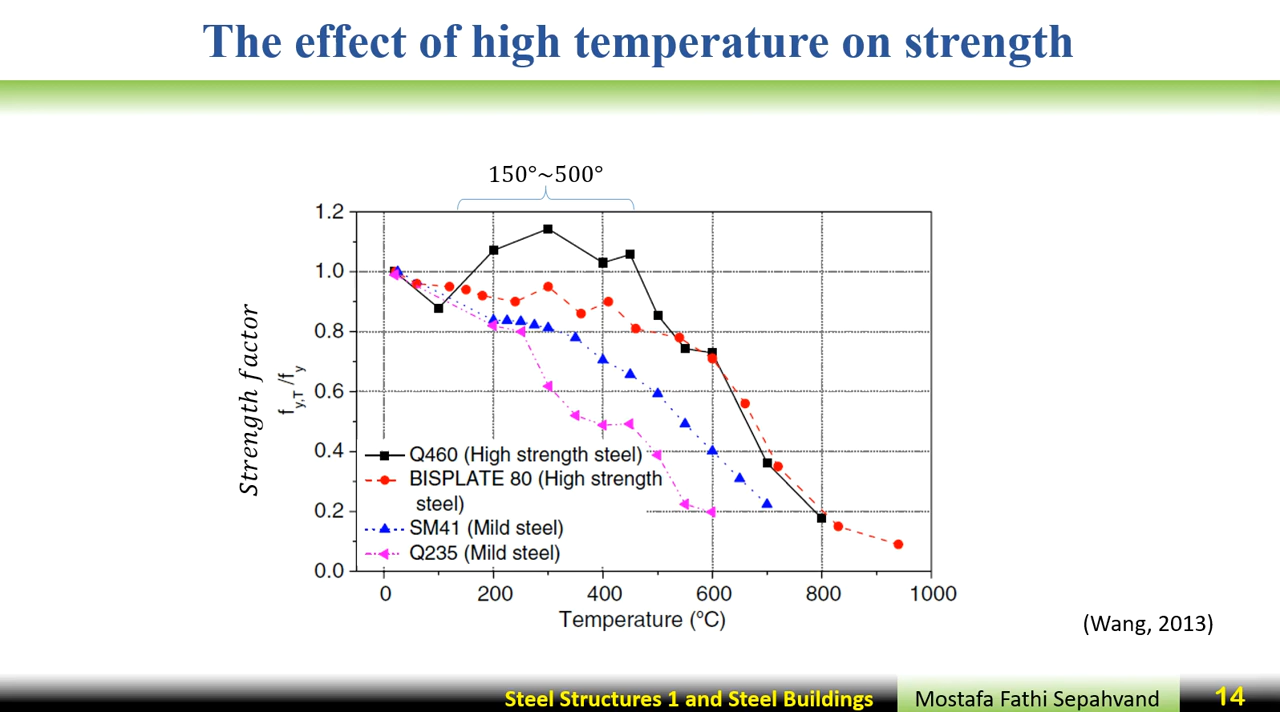 The effect of high temperature on strength
150°~500°
1.2
1.0
0.8
0.6
0.4
0.2
0.0
Strength factor
f_y,T/f_y
Q460 (High strength steel)
BISPLATE 80 (High strength
steel)
SM41 (Mild steel)
Q235 (Mild steel)
0 200 400 600 800 1000
Temperature (ºC)
(Wang, 2013)
Steel Structures 1 and Steel Buildings Mostafa Fathi Sepahvand 14